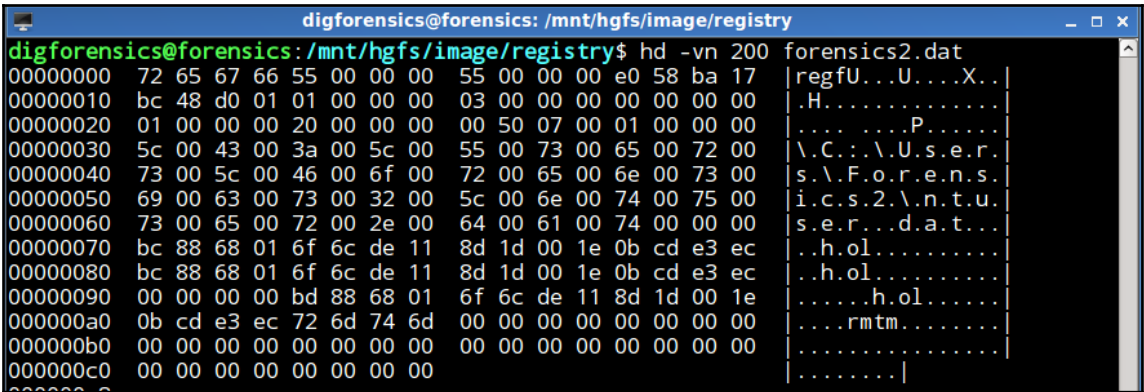 digforensics@forensics: /mnt/hgfs/image/registry
digforensics@forensics:/mnt/hgfs/image/registry$ hd -vn 200 forensics2.dat
00000000  72 65 67 66 55 00 00 00  55 00 00 00 e0 58 ba 17  |regfU...U....X..|
00000010  bc 48 d0 01 01 00 00 00  03 00 00 00 00 00 00 00  |.H..............|
00000020  01 00 00 00 20 00 00 00  00 50 07 00 01 00 00 00  |.... ....P......|
00000030  5c 00 43 00 3a 00 5c 00  55 00 73 00 65 00 72 00  |\.C.:.\.U.s.e.r.|
00000040  73 00 5c 00 46 00 6f 00  72 00 65 00 6e 00 73 00  |s.\.F.o.r.e.n.s.|
00000050  69 00 63 00 73 00 32 00  5c 00 6e 00 74 00 75 00  |i.c.s.2.\.n.t.u.|
00000060  73 00 65 00 72 00 2e 00  64 00 61 00 74 00 00 00  |s.e.r...d.a.t...|
00000070  bc 88 68 01 6f 6c de 11  8d 1d 00 1e 0b cd e3 ec  |..h.ol..........|
00000080  bc 88 68 01 6f 6c de 11  8d 1d 00 1e 0b cd e3 ec  |..h.ol..........|
00000090  00 00 00 00 bd 88 68 01  6f 6c de 11 8d 1d 00 1e  |......h.ol......|
000000a0  0b cd e3 ec 72 6d 74 6d  00 00 00 00 00 00 00 00  |....rmtm........|
000000b0  00 00 00 00 00 00 00 00  00 00 00 00 00 00 00 00  |................|
000000c0  00 00 00 00 00 00 00 00                           |........|